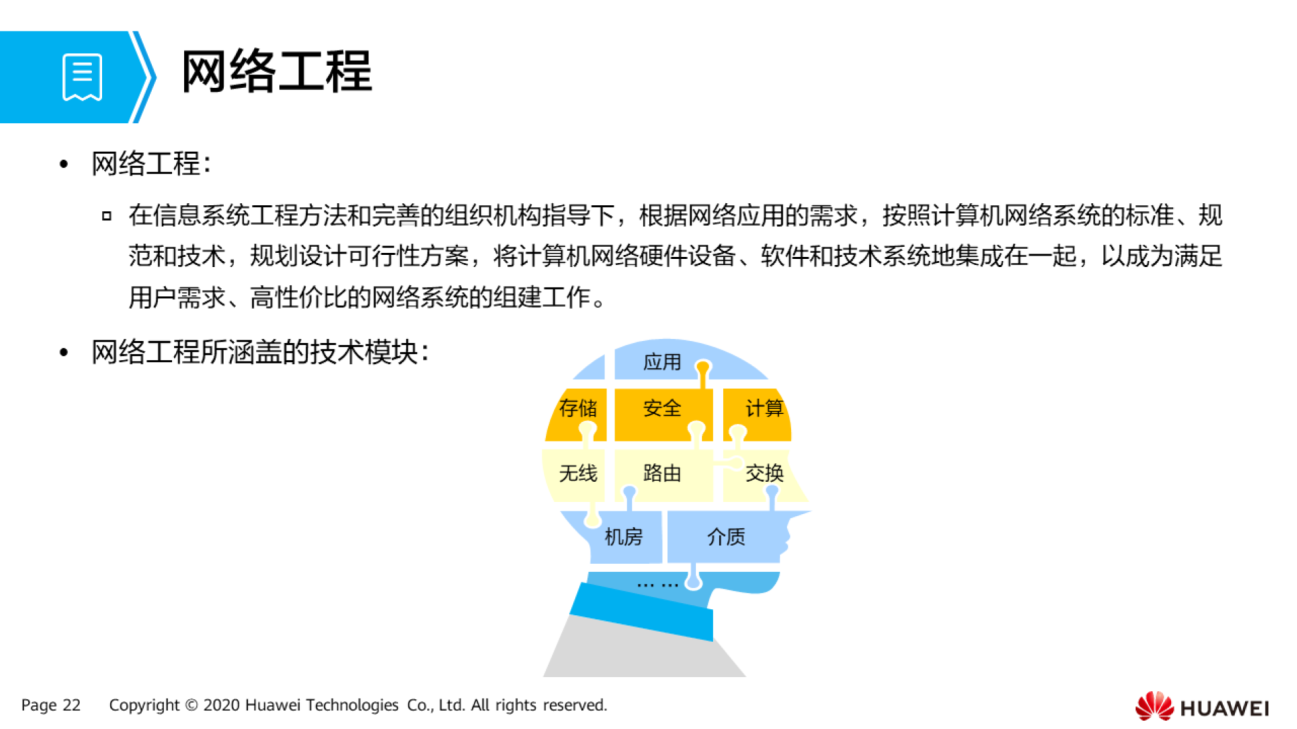 网络工程
• 网络工程：
▫ 在信息系统工程方法和完善的组织机构指导下，根据网络应用的需求，按照计算机网络系统的标准、规
范和技术，规划设计可行性方案，将计算机网络硬件设备、软件和技术系统地集成在一起，以成为满足
用户需求、高性价比的网络系统的组建工作。
• 网络工程所涵盖的技术模块：
应用
存储 安全 计算
无线 路由 交换
机房 介质
… …
Page 22 Copyright © 2020 Huawei Technologies Co., Ltd. All rights reserved.
HUAWEI